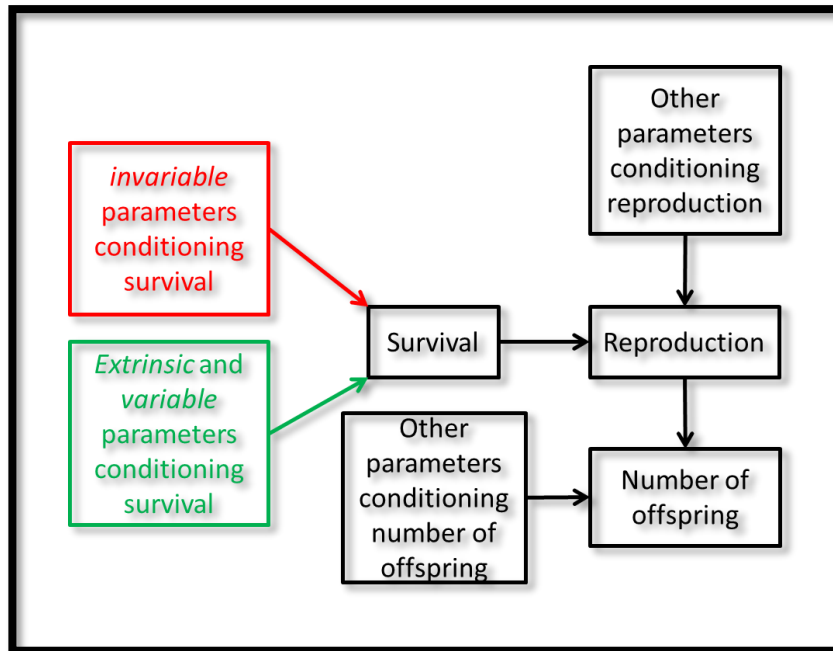 Other
parameters
conditioning
reproduction
invariable
parameters
conditioning
survival
Survival
Reproduction
Extrinsic and
variable
parameters
conditioning
survival
Other
parameters
conditioning
number of
offspring
Number of
offspring